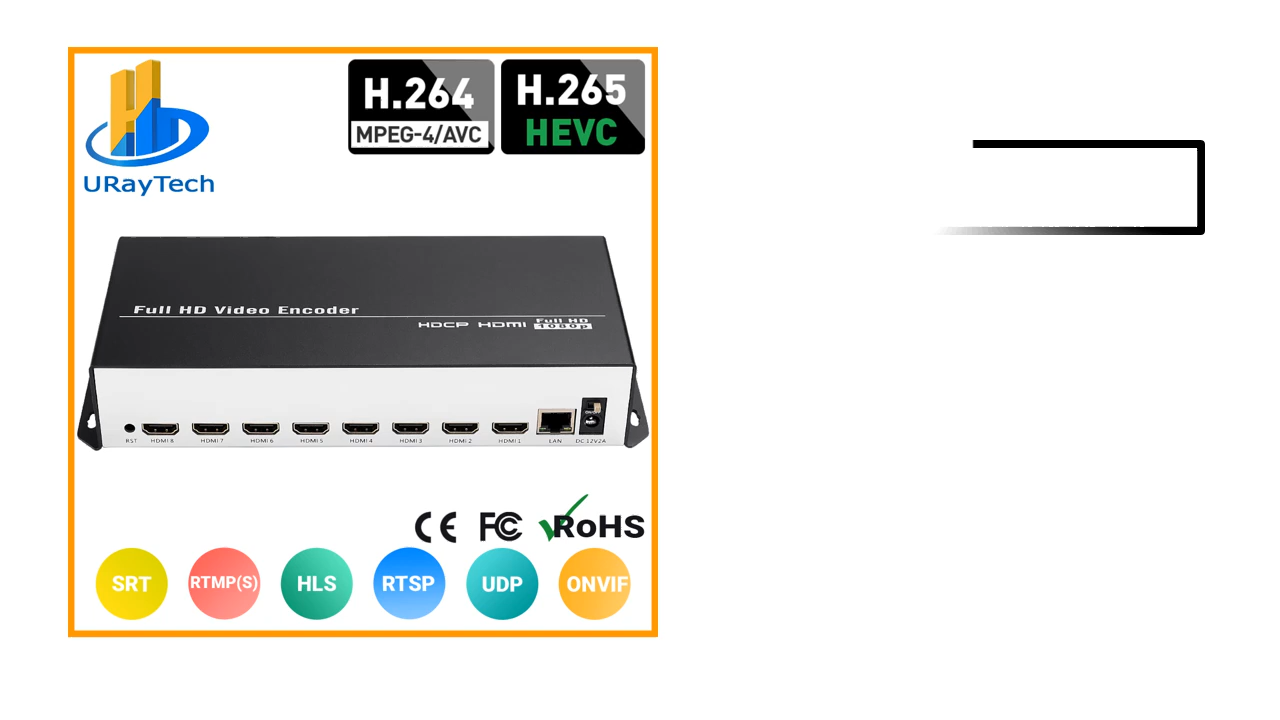 H.264
MPEG-4/AVC
H.265
HEVC
URayTech
Full HD Video Encoder
HDCP HDMI Full HD
1080p
ON/OFF
RST HDMI 8 HDMI 7 HDMI 6 HDMI 5 HDMI 4 HDMI 3 HDMI 2 HDMI 1 LAN DC 12V2A
CE FC RoHS
SRT RTMP(S) HLS RTSP UDP ONVIF